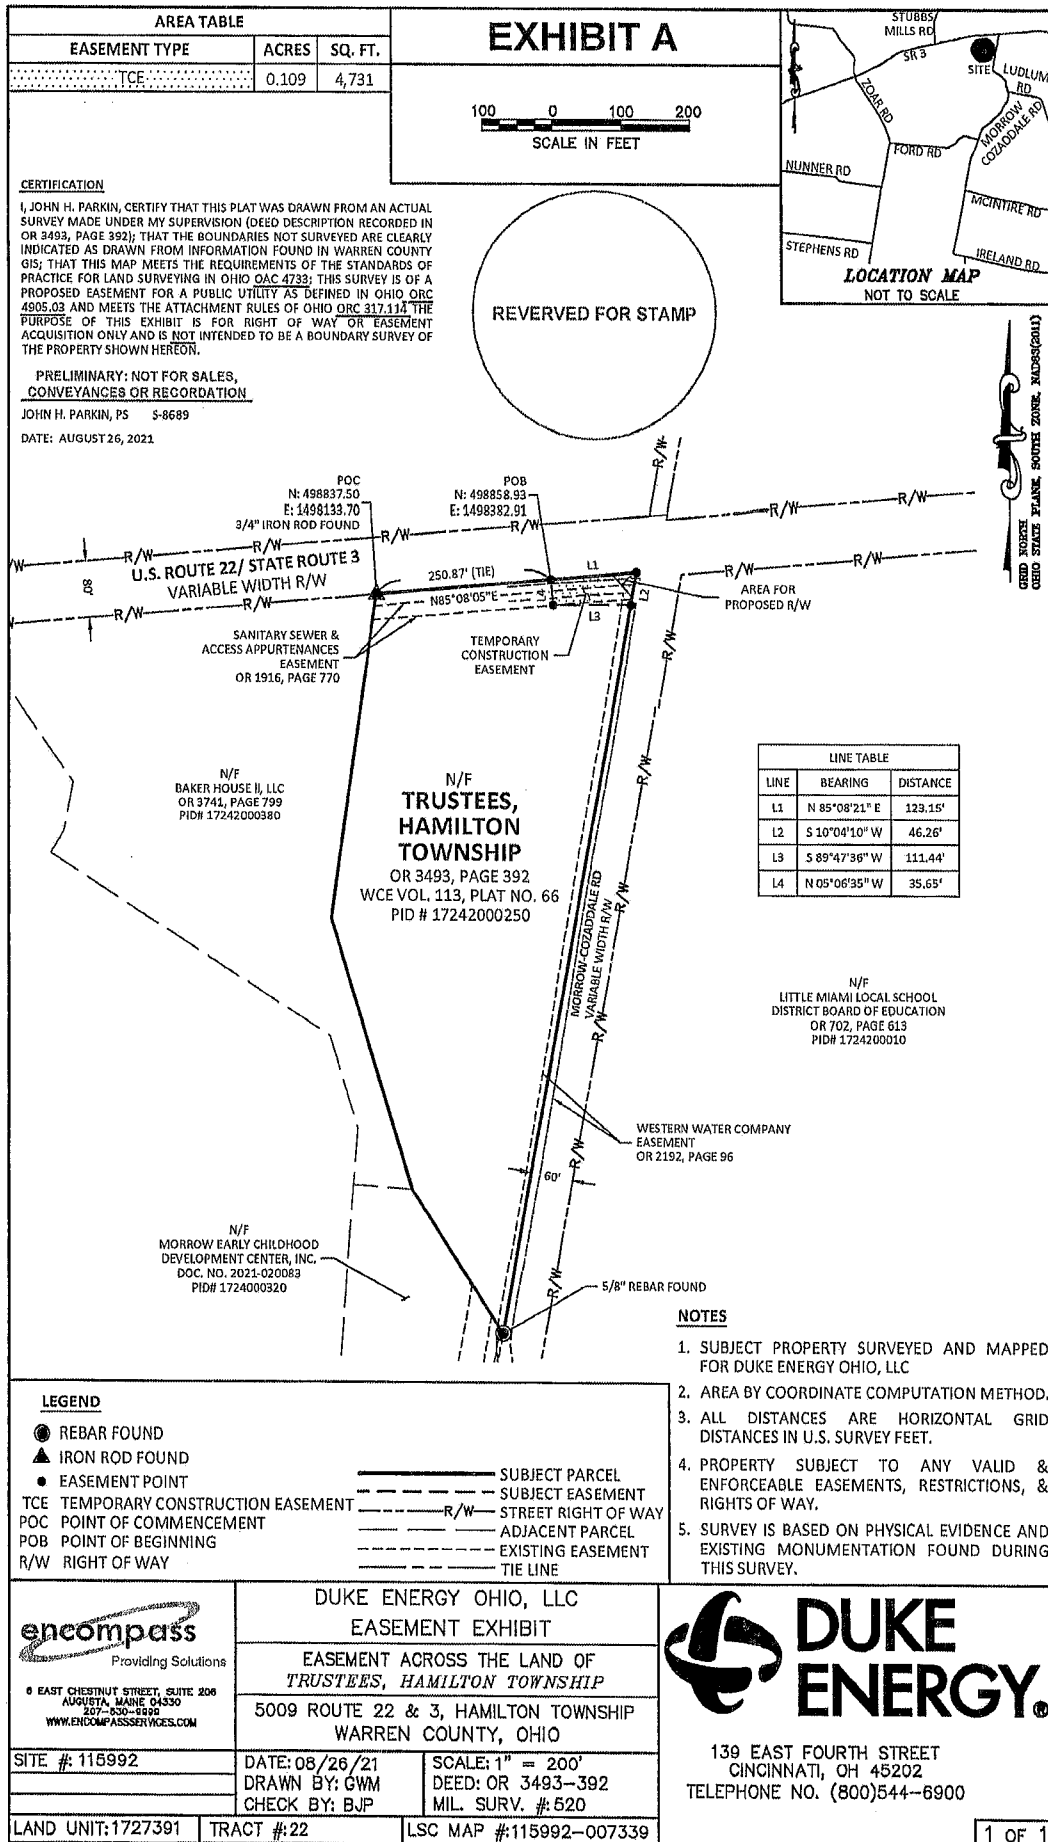 AREA TABLE
EASEMENT TYPE ACRES SQ. FT.
TCE 0.109 4,731
EXHIBIT A
100 0 100 200
SCALE IN FEET
STUBBS
MILLS RD
SR 3
SITE
LUDLUM
RD
ZOAR RD
MORROW
COZADDALE RD
FORD RD
NUNNER RD
MCINTIRE RD
STEPHENS RD
IRELAND RD
LOCATION MAP
NOT TO SCALE
CERTIFICATION
I, JOHN H. PARKIN, CERTIFY THAT THIS PLAT WAS DRAWN FROM AN ACTUAL
SURVEY MADE UNDER MY SUPERVISION (DEED DESCRIPTION RECORDED IN
OR 3493, PAGE 392); THAT THE BOUNDARIES NOT SURVEYED ARE CLEARLY
INDICATED AS DRAWN FROM INFORMATION FOUND IN WARREN COUNTY
GIS; THAT THIS MAP MEETS THE REQUIREMENTS OF THE STANDARDS OF
PRACTICE FOR LAND SURVEYING IN OHIO OAC 4733; THIS SURVEY IS OF A
PROPOSED EASEMENT FOR A PUBLIC UTILITY AS DEFINED IN OHIO ORC
4905.03 AND MEETS THE ATTACHMENT RULES OF OHIO ORC 317.114 THE
PURPOSE OF THIS EXHIBIT IS FOR RIGHT OF WAY OR EASEMENT
ACQUISITION ONLY AND IS NOT INTENDED TO BE A BOUNDARY SURVEY OF
THE PROPERTY SHOWN HEREON.
PRELIMINARY: NOT FOR SALES,
CONVEYANCES OR RECORDATION
JOHN H. PARKIN, PS S-8689
DATE: AUGUST 26, 2021
REVERVED FOR STAMP
GRID NORTH
OHIO STATE PLANE, SOUTH ZONE, NAD83(2011)
POC
N: 498837.50
E: 1498133.70
3/4" IRON ROD FOUND
POB
N: 498858.93
E: 1498382.91
R/W
R/W
R/W
R/W
R/W
R/W
R/W
R/W
R/W
80'
U.S. ROUTE 22/ STATE ROUTE 3
VARIABLE WIDTH R/W
R/W
R/W
R/W
R/W
250.87' (TIE)
N85°08'05"E
L1
L2
L3
L4
AREA FOR
PROPOSED R/W
SANITARY SEWER &
ACCESS APPURTENANCES
EASEMENT
OR 1916, PAGE 770
TEMPORARY
CONSTRUCTION
EASEMENT
R/W
N/F
BAKER HOUSE II, LLC
OR 3741, PAGE 799
PID# 17242000380
N/F
TRUSTEES,
HAMILTON
TOWNSHIP
OR 3493, PAGE 392
WCE VOL. 113, PLAT NO. 66
PID # 17242000250
R/W
LINE TABLE
LINE BEARING DISTANCE
L1 N 85°08'21" E 123.15'
L2 S 10°04'10" W 46.26'
L3 S 89°47'36" W 111.44'
L4 N 05°06'35" W 35.65'
MORROW-COZADDALE RD
VARIABLE WIDTH R/W
R/W
R/W
N/F
LITTLE MIAMI LOCAL SCHOOL
DISTRICT BOARD OF EDUCATION
OR 702, PAGE 613
PID# 1724200010
WESTERN WATER COMPANY
EASEMENT
OR 2192, PAGE 96
R/W
60'
N/F
MORROW EARLY CHILDHOOD
DEVELOPMENT CENTER, INC.
DOC. NO. 2021-020083
PID# 1724000320
R/W
5/8" REBAR FOUND
NOTES
1. SUBJECT PROPERTY SURVEYED AND MAPPED
FOR DUKE ENERGY OHIO, LLC
2. AREA BY COORDINATE COMPUTATION METHOD.
3. ALL DISTANCES ARE HORIZONTAL GRID
DISTANCES IN U.S. SURVEY FEET.
4. PROPERTY SUBJECT TO ANY VALID &
ENFORCEABLE EASEMENTS, RESTRICTIONS, &
RIGHTS OF WAY.
5. SURVEY IS BASED ON PHYSICAL EVIDENCE AND
EXISTING MONUMENTATION FOUND DURING
THIS SURVEY.
LEGEND
REBAR FOUND
IRON ROD FOUND
EASEMENT POINT
TCE TEMPORARY CONSTRUCTION EASEMENT
POC POINT OF COMMENCEMENT
POB POINT OF BEGINNING
R/W RIGHT OF WAY
SUBJECT PARCEL
SUBJECT EASEMENT
R/W STREET RIGHT OF WAY
ADJACENT PARCEL
EXISTING EASEMENT
TIE LINE
encompass
Providing Solutions
6 EAST CHESTNUT STREET, SUITE 206
AUGUSTA, MAINE 04330
WWW.ENCOMPASSSERVICES.COM
DUKE ENERGY OHIO, LLC
EASEMENT EXHIBIT
EASEMENT ACROSS THE LAND OF
TRUSTEES, HAMILTON TOWNSHIP
5009 ROUTE 22 & 3, HAMILTON TOWNSHIP
WARREN COUNTY, OHIO
SITE #: 115992
DATE: 08/26/21
DRAWN BY: GWM
CHECK BY: BJP
SCALE: 1" = 200'
DEED: OR 3493-392
MIL. SURV. #: 520
LAND UNIT: 1727391 TRACT #: 22 LSC MAP #: 115992-007339
DUKE
ENERGY®
139 EAST FOURTH STREET
CINCINNATI, OH 45202
TELEPHONE NO. (800)544-6900
1 OF 1